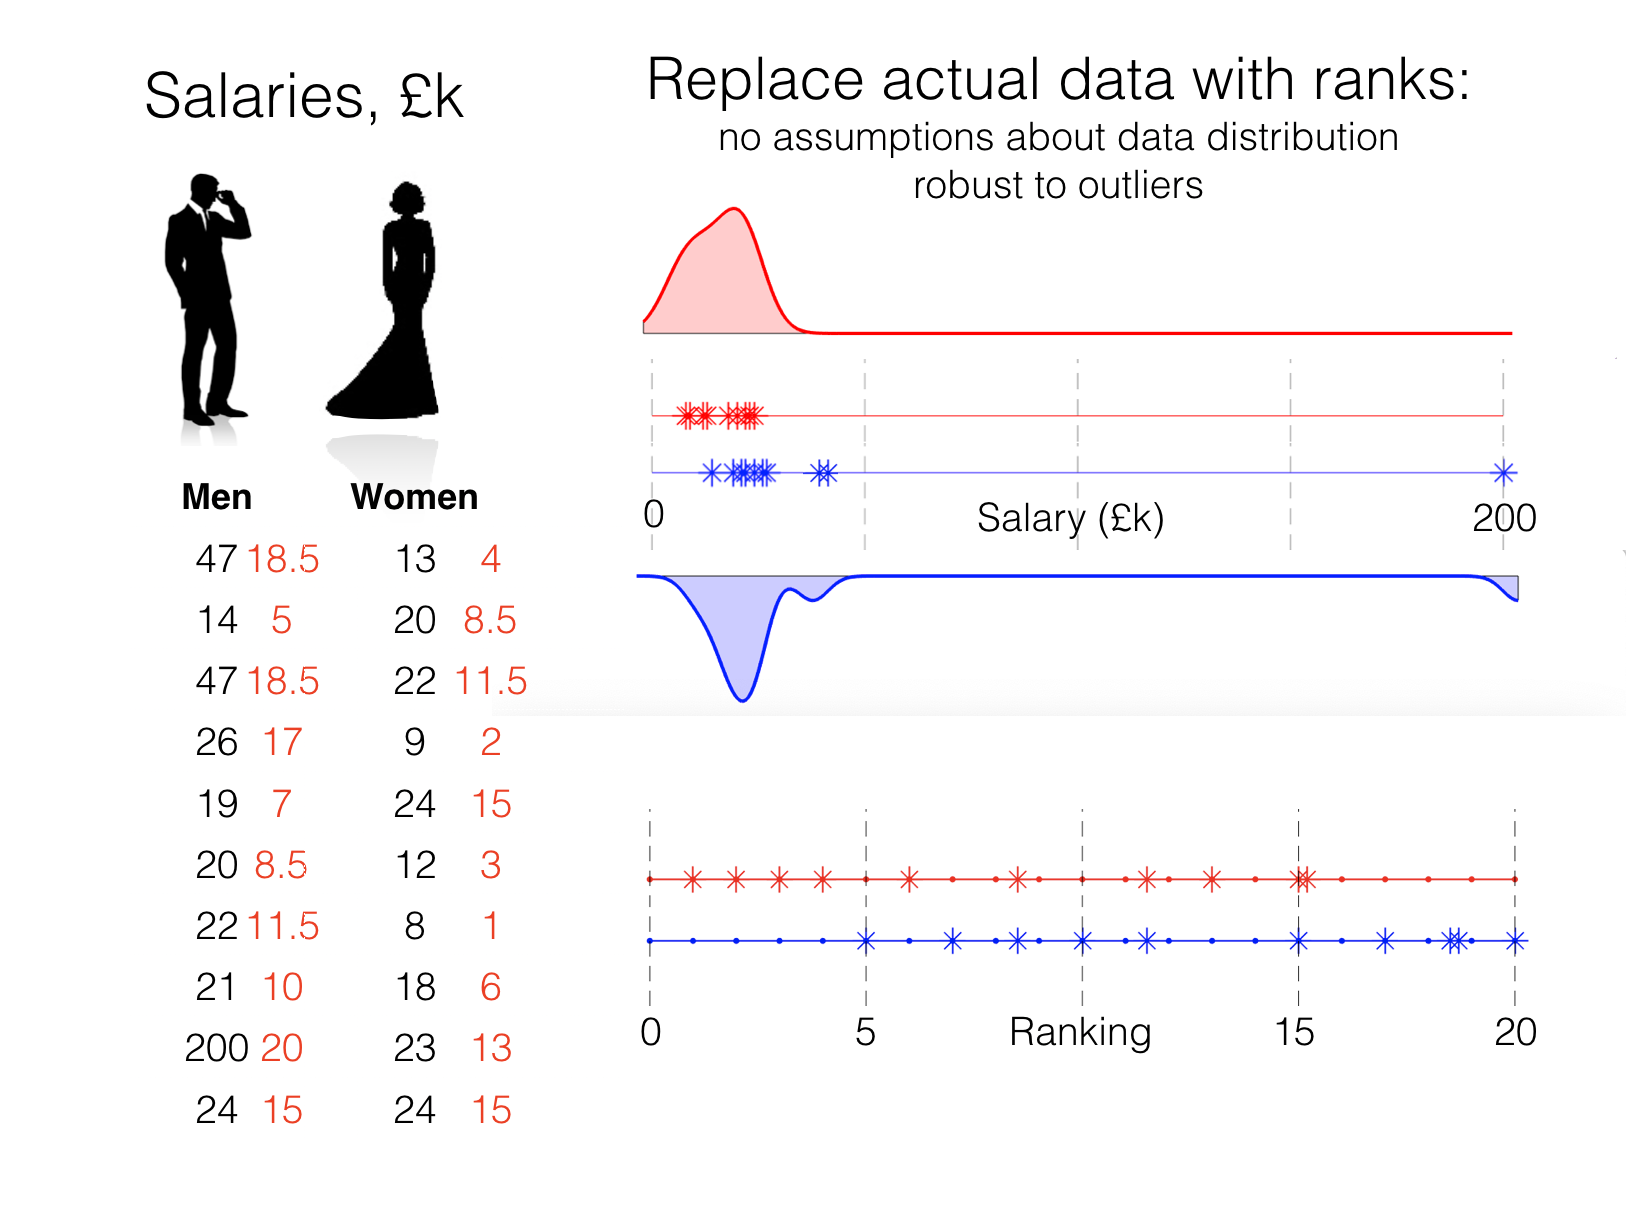 Salaries, £k
Replace actual data with ranks:
no assumptions about data distribution
robust to outliers
Men Women
47 18.5 13 4
14 5 20 8.5
47 18.5 22 11.5
26 17 9 2
19 7 24 15
20 8.5 12 3
22 11.5 8 1
21 10 18 6
200 20 23 13
24 15 24 15
0 Salary (£k) 200
0 5 Ranking 15 20